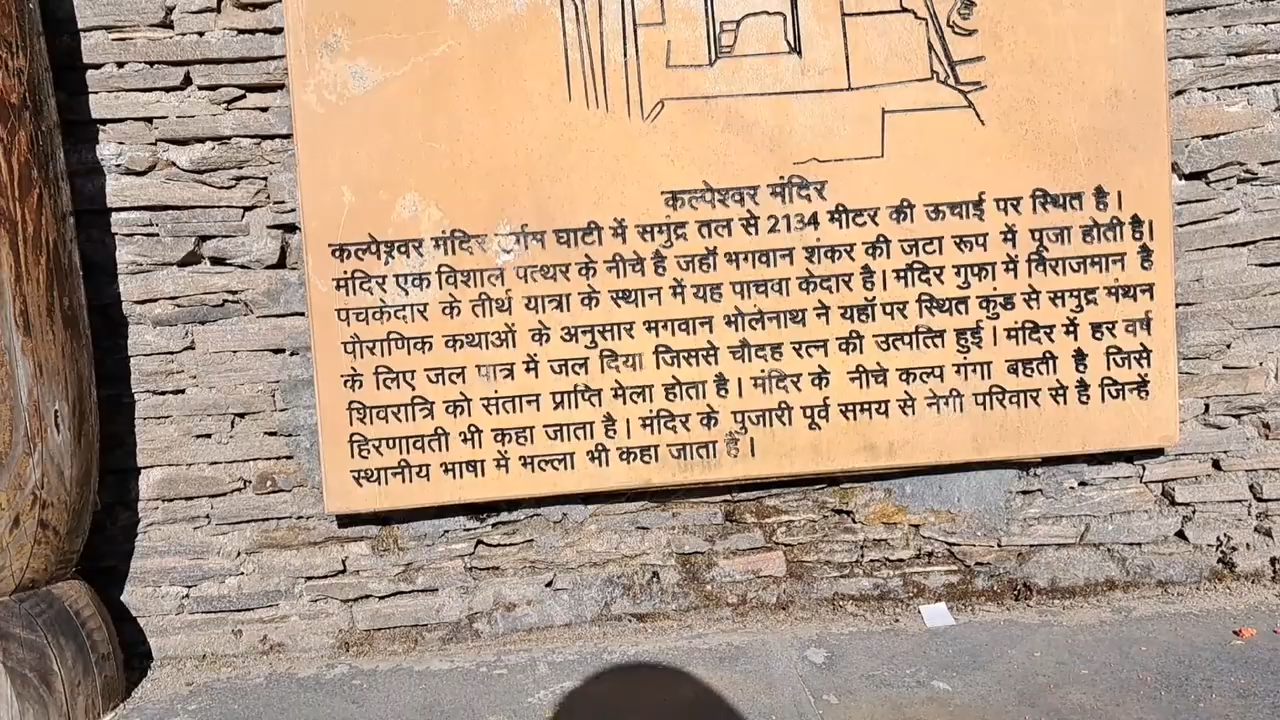 कल्पेश्वर मंदिर
कल्पेश्वर मंदिर घाटी में समुंद्र तल से 2134 मीटर की ऊचाई पर स्थित है।
मंदिर एक विशाल पत्थर के नीचे है जहॉ भगवान शंकर की जटा रूप में पूजा होती है।
पचकेदार के तीर्थ यात्रा के स्थान में यह पाचवा केदार है। मंदिर गुफा में विराजमान है
पौराणिक कथाओं के अनुसार भगवान भोलेनाथ ने यहॉ पर स्थित कुंड से समुद्र मंथन
के लिए जल पात्र में जल दिया जिससे चौदह रत्न की उत्पत्ति हुई। मंदिर में हर वर्ष
शिवरात्रि को संतान प्राप्ति मेला होता है। मंदिर के नीचे कल्प गंगा बहती है जिसे
हिरणावती भी कहा जाता है। मंदिर के पुजारी पूर्व समय से नेगी परिवार से है जिन्हें
स्थानीय भाषा में भल्ला भी कहा जाता है।